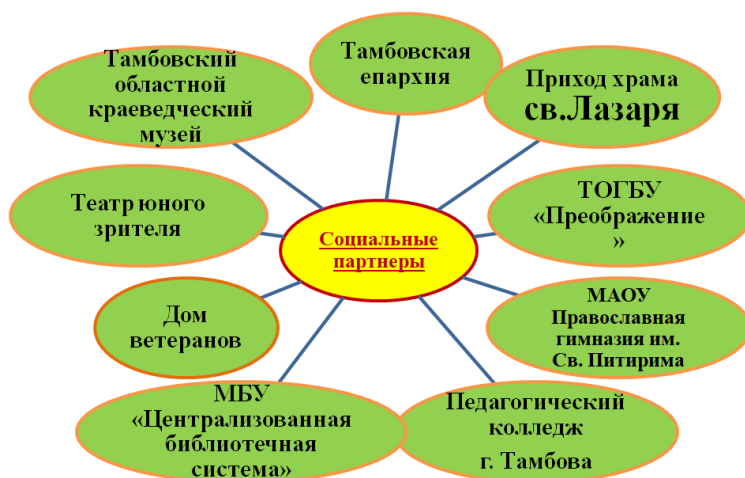 Тамбовский
областной
краеведческий
музей
Тамбовская
епархия
Приход храма
св.Лазаря
Театр юного
зрителя
Социальные
партнеры
ТОГБУ
«Преображение
»
Дом
ветеранов
МАОУ
Православная
гимназия им.
Св. Питирима
МБУ
«Централизованная
библиотечная
система»
Педагогический
колледж
г. Тамбова